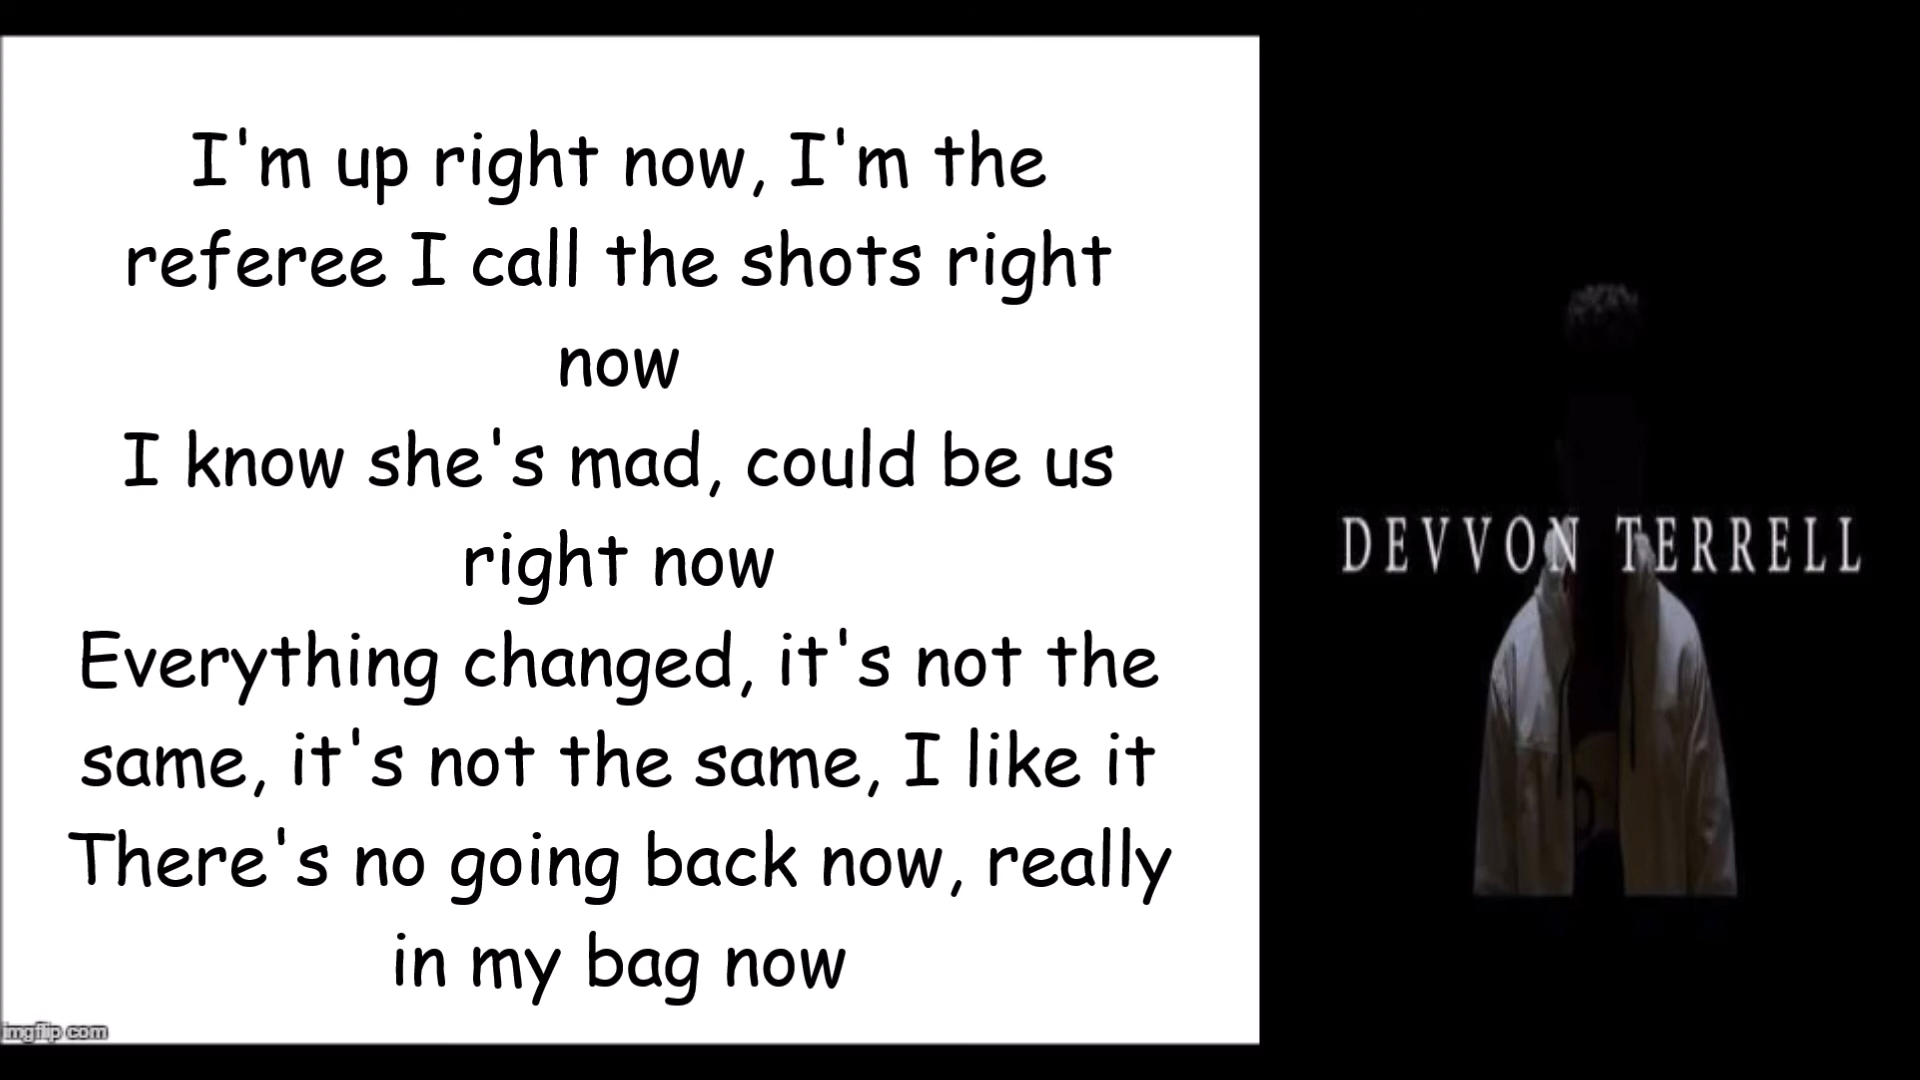 I'm up right now, I'm the
referee I call the shots right
now
I know she's mad, could be us
right now
Everything changed, it's not the
same, it's not the same, I like it
There's no going back now, really
in my bag now
imgflip.com
DEVVON TERRELL